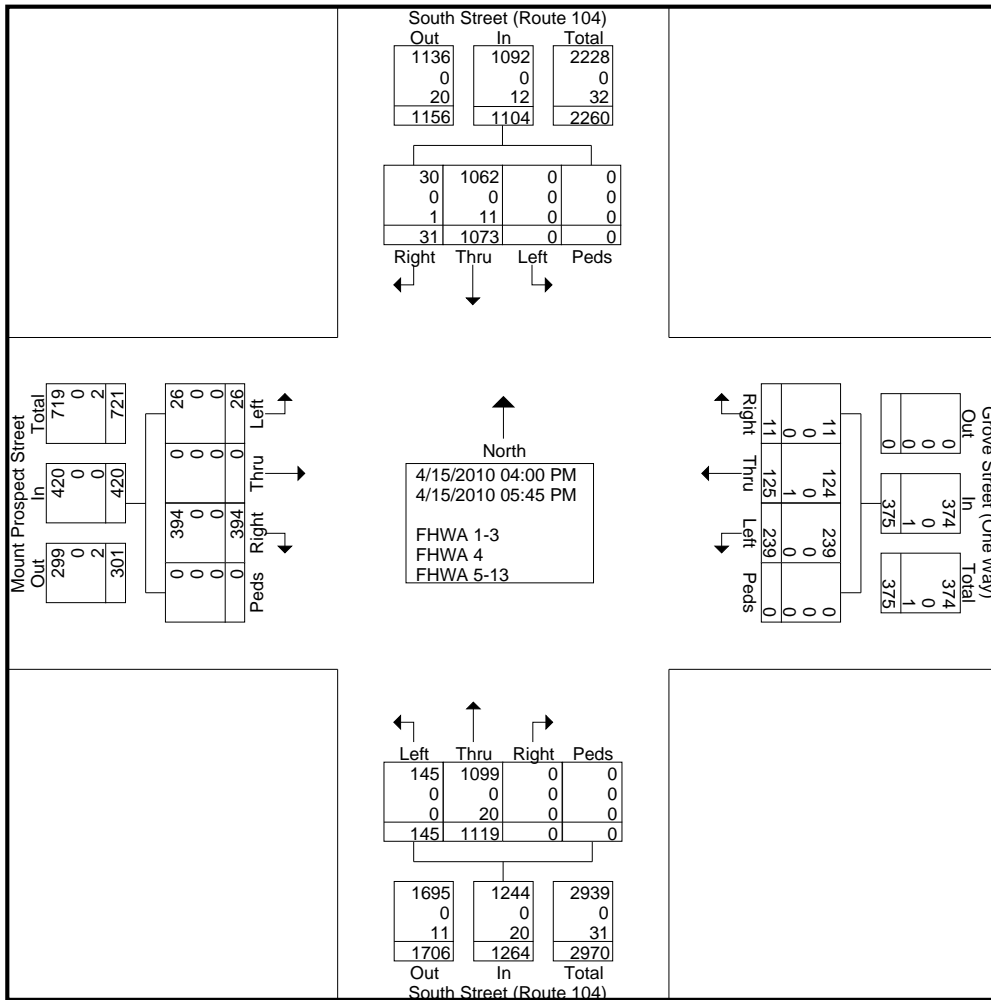 South Street (Route 104)
Out In Total
1136 1092 2228
0 0 0
20 12 32
1156 1104 2260
30 1062 0 0
0 0 0 0
1 11 0 0
31 1073 0 0
Right Thru Left Peds
Mount Prospect Street
Total In Out
719 420 299
0 0 0
2 0 2
721 420 301
26 0 394 0
0 0 0 0
0 0 0 0
26 0 394 0
Left Thru Right Peds
North
4/15/2010 04:00 PM
4/15/2010 05:45 PM
FHWA 1-3
FHWA 4
FHWA 5-13
Right Thru Left Peds
11 124 239 0
0 0 0 0
0 1 0 0
11 125 239 0
Grove Street (One Way)
Out In Total
0 374 374
0 0 0
0 1 1
0 375 375
Left Thru Right Peds
145 1099 0 0
0 0 0 0
0 20 0 0
145 1119 0 0
1695 1244 2939
0 0 0
11 20 31
1706 1264 2970
Out In Total
South Street (Route 104)